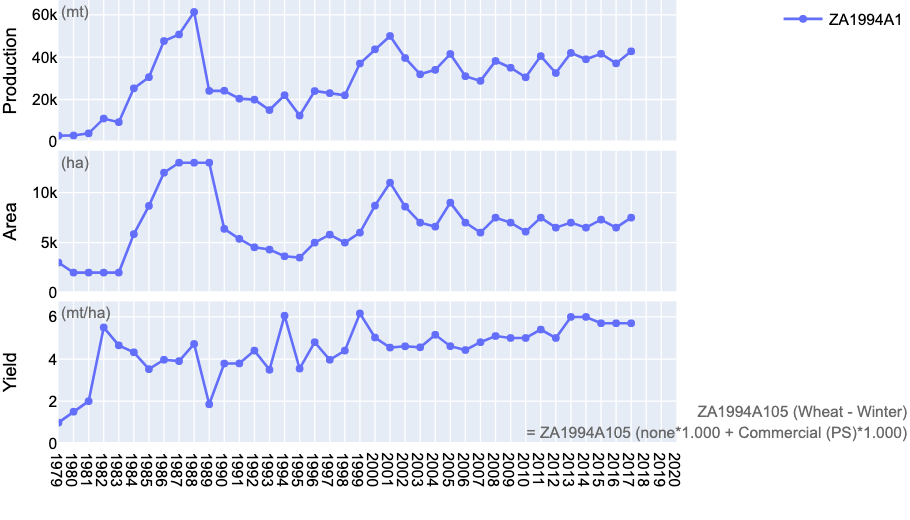 ZA1994A1
Production
(mt)
60k
40k
20k
0
Area
(ha)
10k
5k
0
Yield
(mt/ha)
6
4
2
0
ZA1994A105 (Wheat - Winter)
= ZA1994A105 (none*1.000 + Commercial (PS)*1.000)
1979 1980 1981 1982 1983 1984 1985 1986 1987 1988 1989 1990 1991 1992 1993 1994 1995 1996 1997 1998 1999 2000 2001 2002 2003 2004 2005 2006 2007 2008 2009 2010 2011 2012 2013 2014 2015 2016 2017 2018 2019 2020